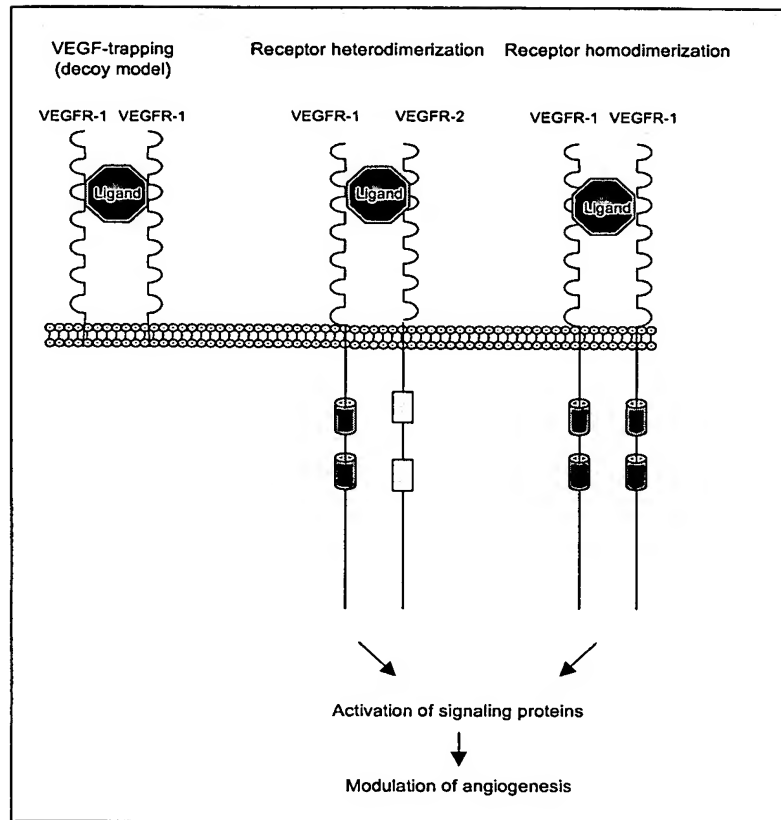 VEGF-trapping
(decoy model)
Receptor heterodimerization
Receptor homodimerization
VEGFR-1 VEGFR-1
VEGFR-1 VEGFR-2
VEGFR-1 VEGFR-1
Ligand
Ligand
Ligand
Activation of signaling proteins
Modulation of angiogenesis